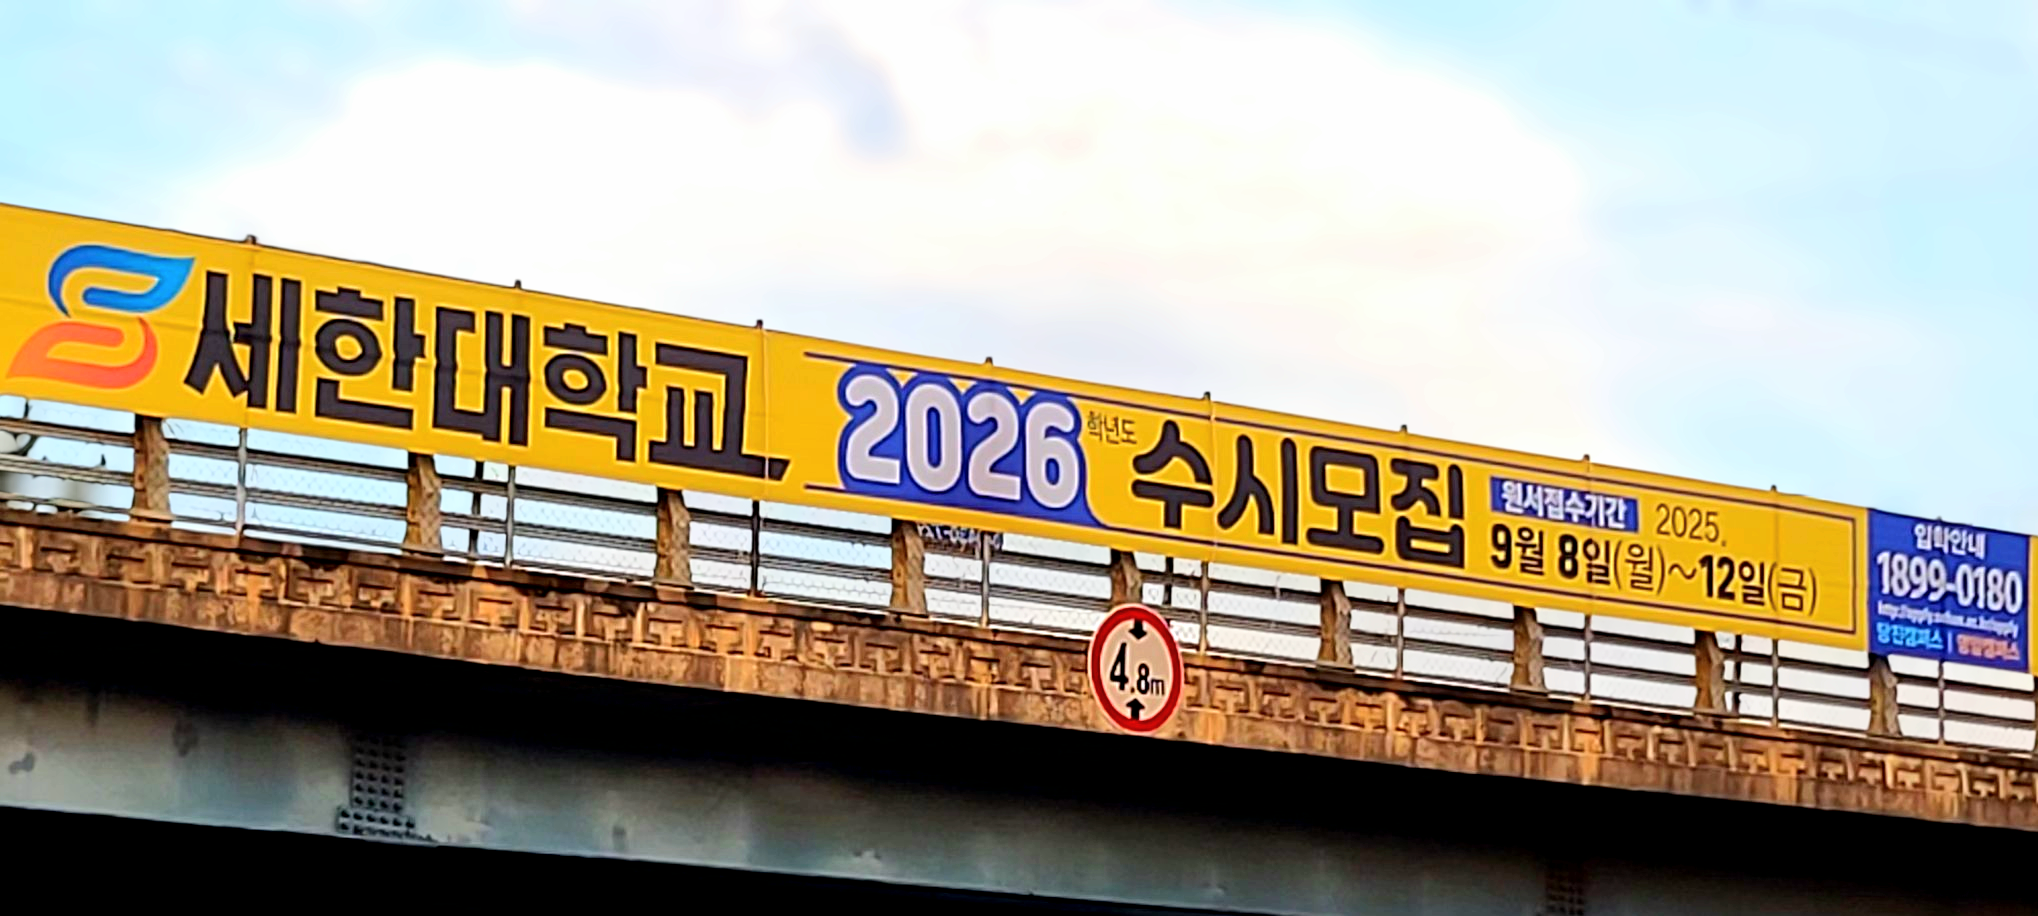 세한대학교
2026 학년도 수시모집
원서접수기간 2025.
9월 8일(월)~12일(금)
입학안내
1899-0180
당진캠퍼스 | 영암캠퍼스
4.8m